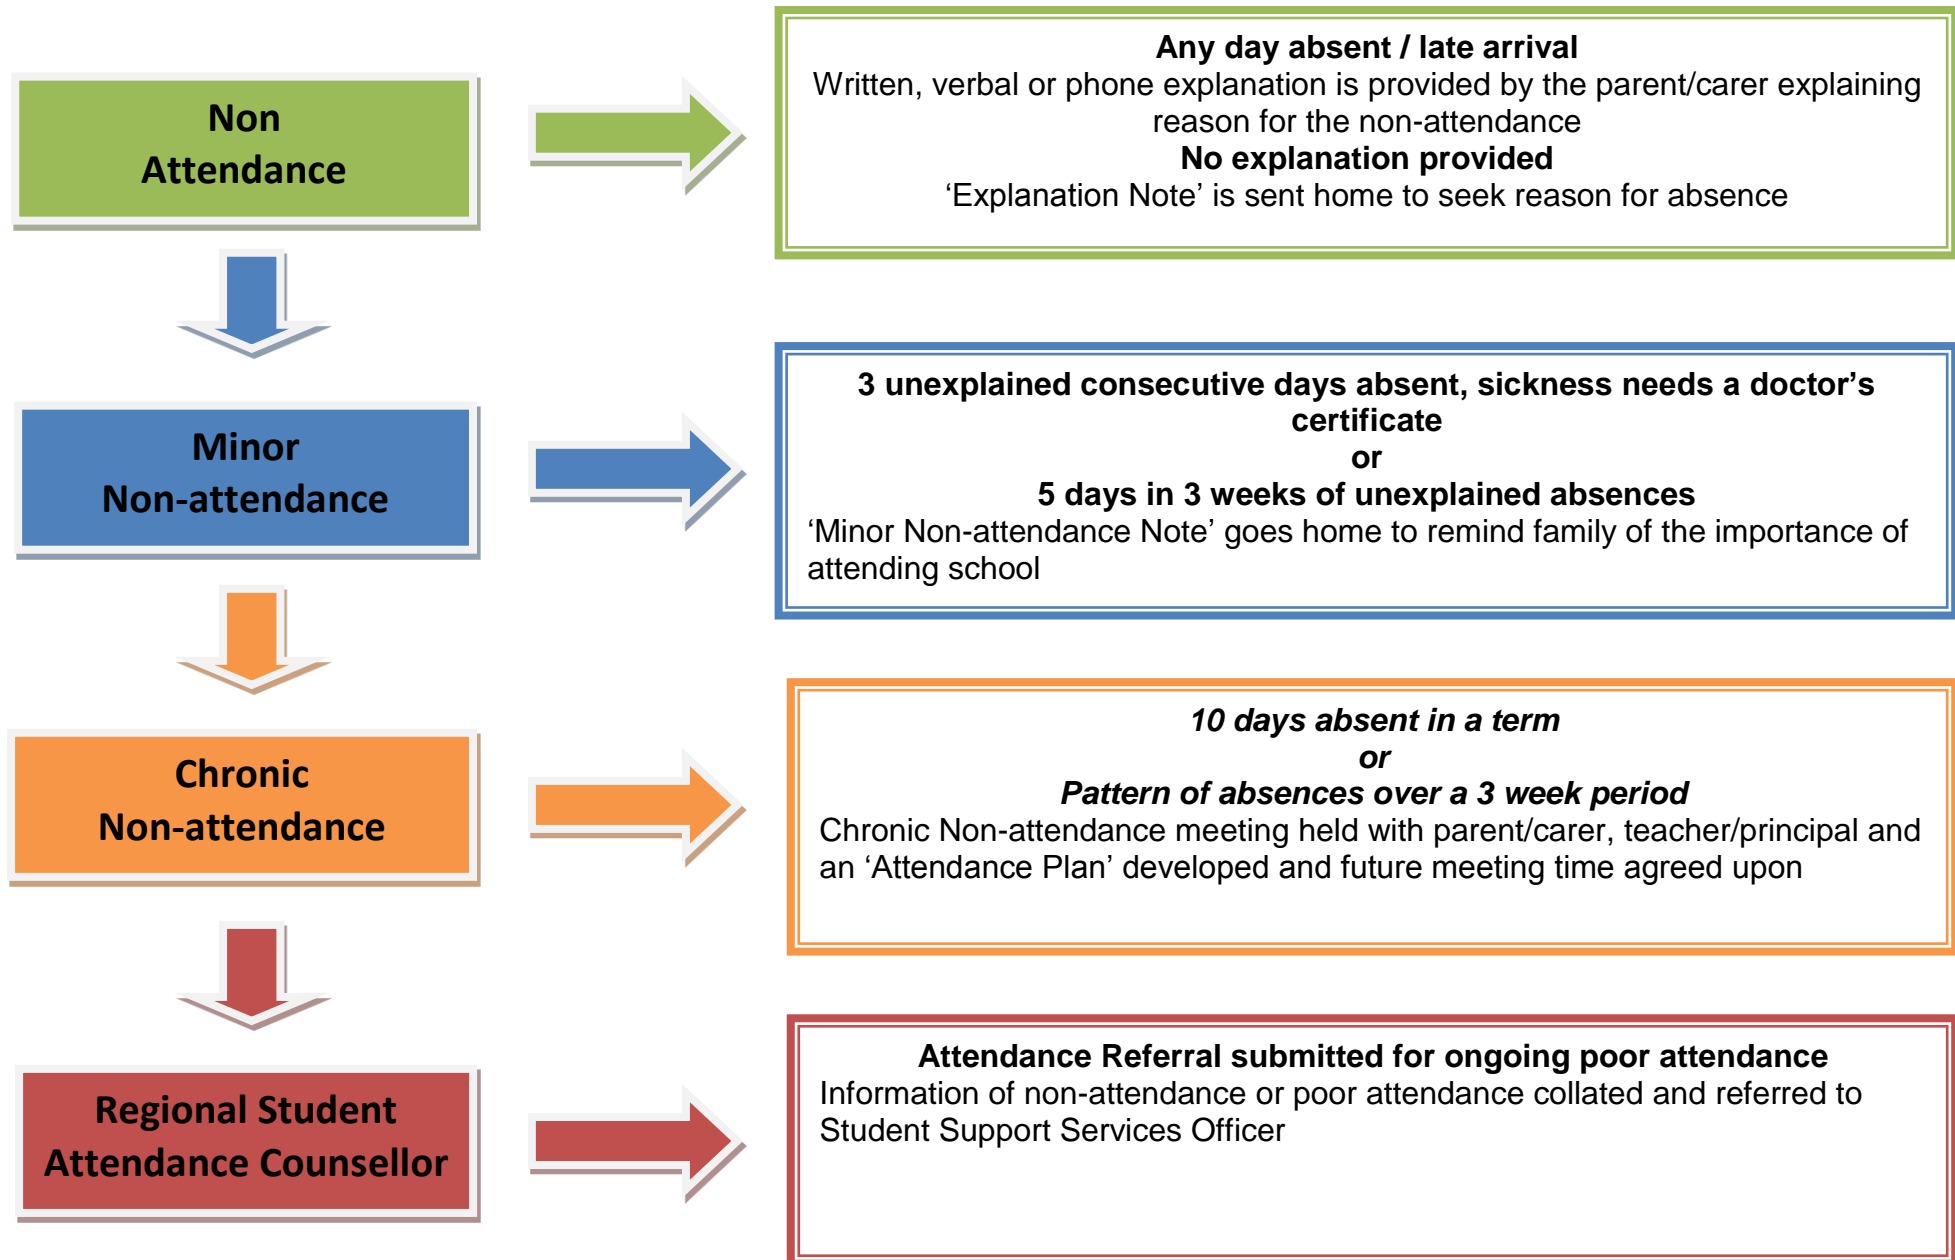 Non
Attendance
Any day absent / late arrival
Written, verbal or phone explanation is provided by the parent/carer explaining
reason for the non-attendance
No explanation provided
‘Explanation Note’ is sent home to seek reason for absence
Minor
Non-attendance
3 unexplained consecutive days absent, sickness needs a doctor’s
certificate
or
5 days in 3 weeks of unexplained absences
‘Minor Non-attendance Note’ goes home to remind family of the importance of
attending school
Chronic
Non-attendance
10 days absent in a term
or
Pattern of absences over a 3 week period
Chronic Non-attendance meeting held with parent/carer, teacher/principal and
an ‘Attendance Plan’ developed and future meeting time agreed upon
Regional Student
Attendance Counsellor
Attendance Referral submitted for ongoing poor attendance
Information of non-attendance or poor attendance collated and referred to
Student Support Services Officer